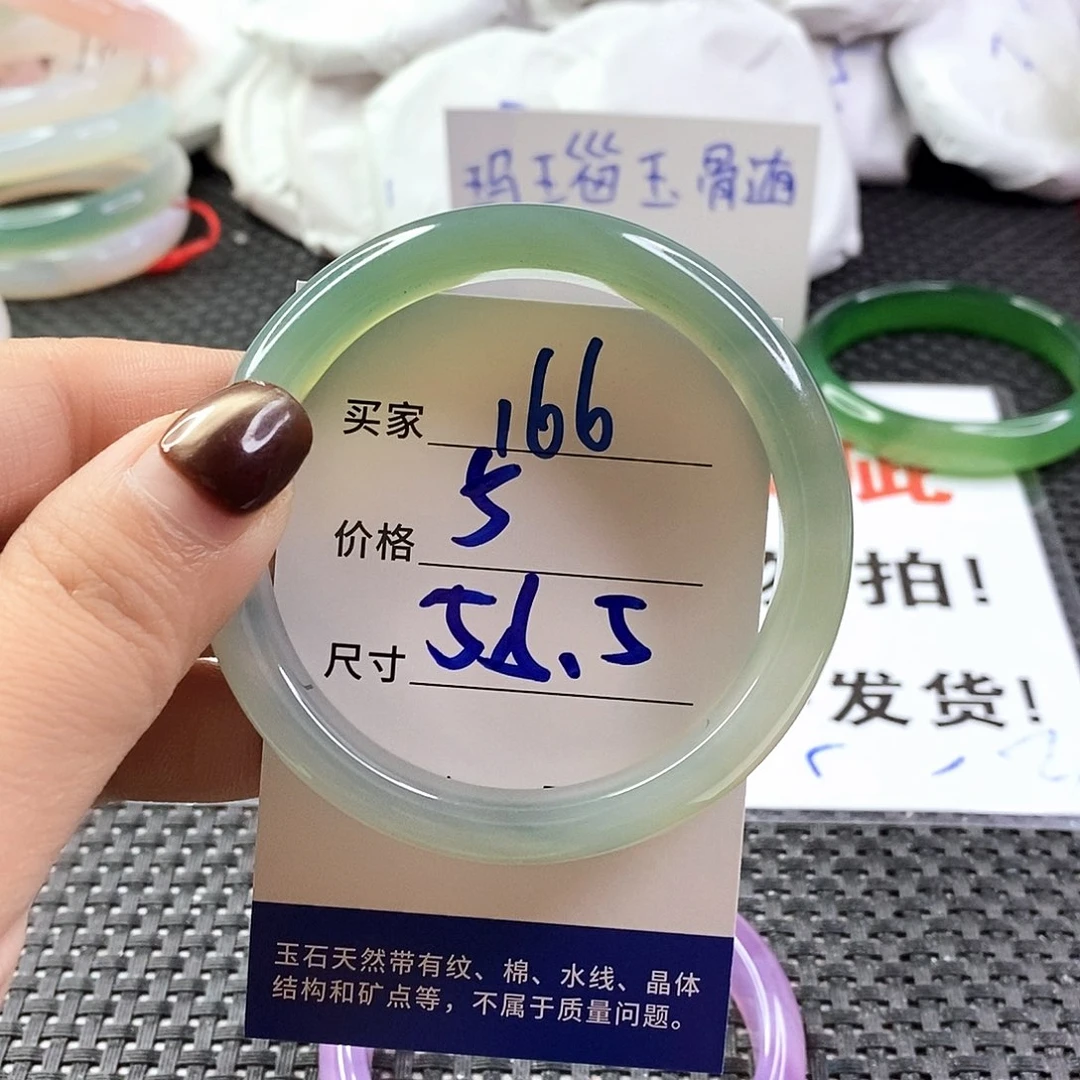 玛瑙玉髓
买家 166
价格 5
尺寸 56.5
此
拍!
发货!
玉石天然带有纹、棉、水线、晶体
结构和矿点等，不属于质量问题。